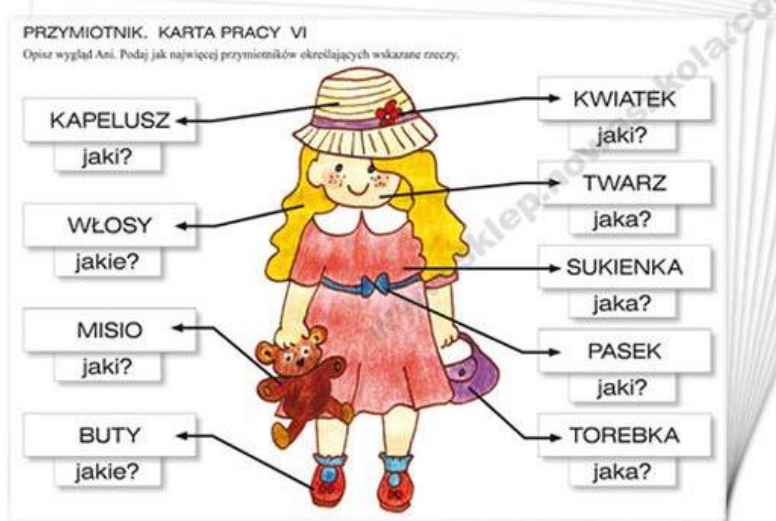 PRZYMIOTNIK. KARTA PRACY VI
Opisz wygląd Ani. Podaj jak najwięcej przymiotników określających wskazane rzeczy.
KAPELUSZ
jaki?
WŁOSY
jakie?
MISIO
jaki?
BUTY
jakie?
KWIATEK
jaki?
TWARZ
jaka?
SUKIENKA
jaka?
PASEK
jaki?
TOREBKA
jaka?